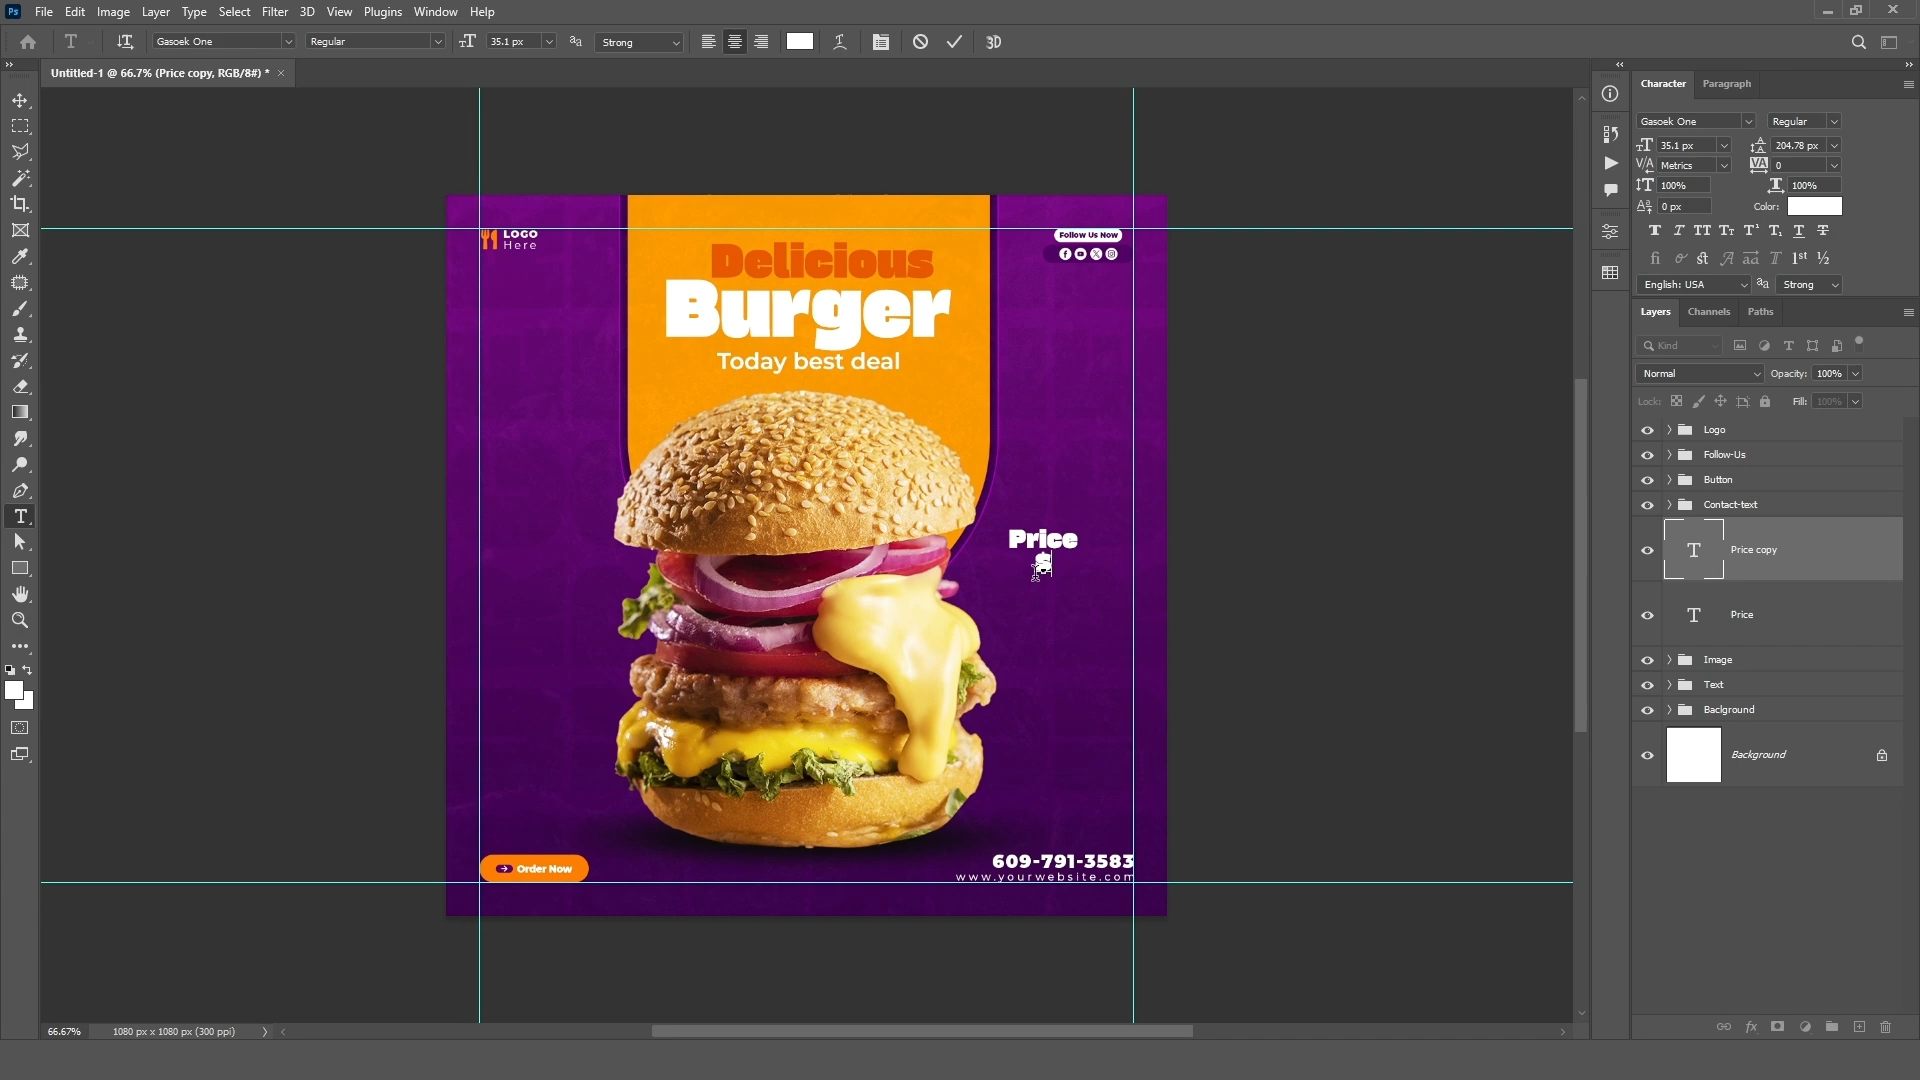 Ps File Edit Image Layer Type Select Filter 3D View Plugins Window Help
T Gasoek One Regular 35.1 px Strong 3D
Untitled-1 @ 66.7% (Price copy, RGB/8#) * ×
LOGO
Here
Follow Us Now
Delicious
Burger
Today best deal
Price
Order Now
609-791-3583
www.yourwebsite.com
66.67% 1080 px x 1080 px (300 ppi)
Character Paragraph
Gasoek One Regular
35.1 px 204.78 px
Metrics 0
100% 100%
0 px Color:
English: USA Strong
Layers Channels Paths
Kind
Normal Opacity: 100%
Lock: Fill: 100%
Logo
Follow-Us
Button
Contact-text
Price copy
Price
Image
Text
Baclground
Background